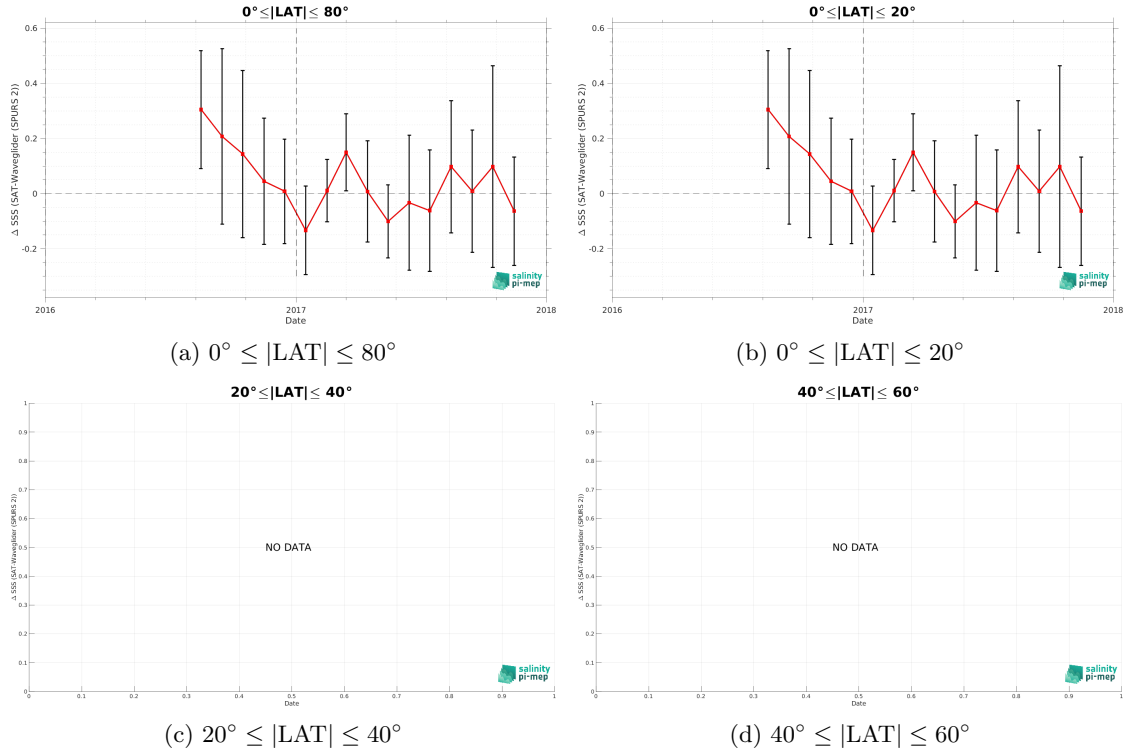 0°≤|LAT|≤ 80°
0.6
0.4
0.2
0
-0.2
Δ SSS (SAT-Waveglider (SPURS 2))
2016
2017
2018
Date
salinity
pi-mep
(a) 0° ≤ |LAT| ≤ 80°
0°≤|LAT|≤ 20°
0.6
0.4
0.2
0
-0.2
Δ SSS (SAT-Waveglider (SPURS 2))
2016
2017
2018
Date
salinity
pi-mep
(b) 0° ≤ |LAT| ≤ 20°
20°≤|LAT|≤ 40°
1
0.9
0.8
0.7
0.6
0.5
0.4
0.3
0.2
0.1
0
Δ SSS (SAT-Waveglider (SPURS 2))
NO DATA
0 0.1 0.2 0.3 0.4 0.5 0.6 0.7 0.8 0.9 1
Date
salinity
pi-mep
(c) 20° ≤ |LAT| ≤ 40°
40°≤|LAT|≤ 60°
1
0.9
0.8
0.7
0.6
0.5
0.4
0.3
0.2
0.1
0
Δ SSS (SAT-Waveglider (SPURS 2))
NO DATA
0 0.1 0.2 0.3 0.4 0.5 0.6 0.7 0.8 0.9 1
Date
salinity
pi-mep
(d) 40° ≤ |LAT| ≤ 60°